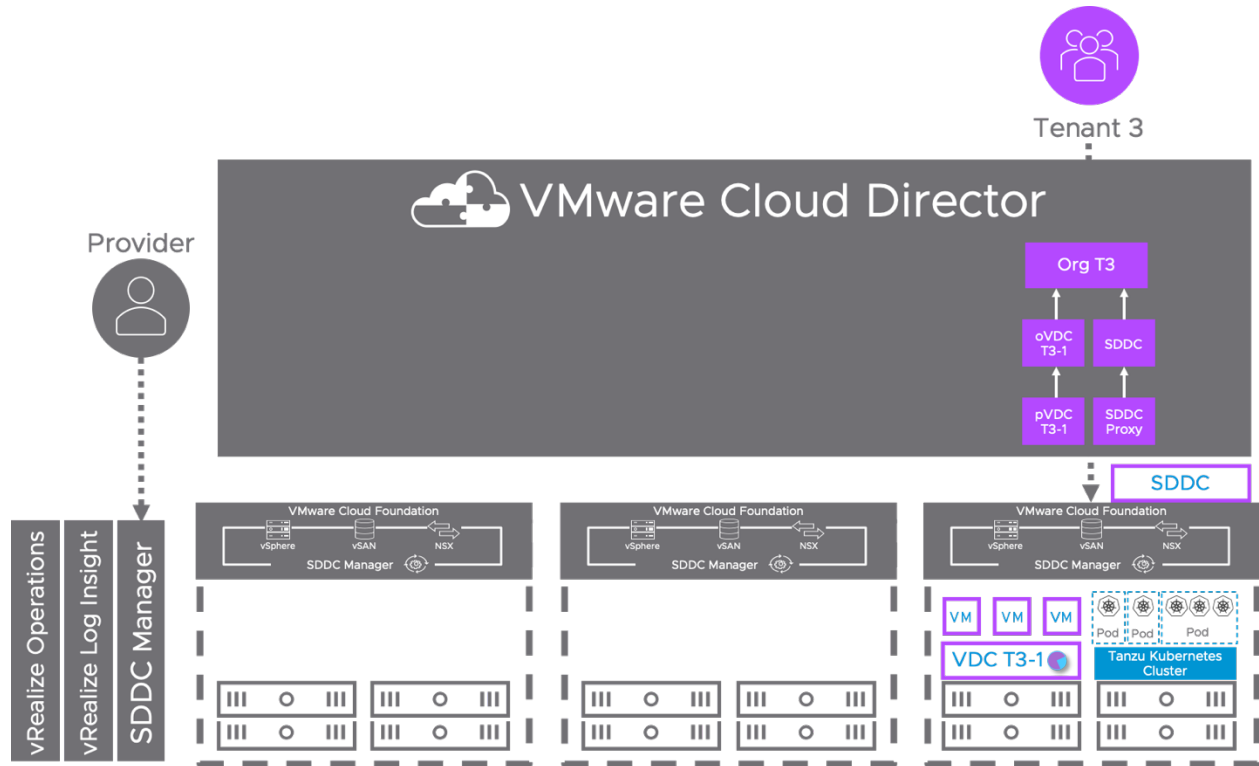 Tenant 3
VMware Cloud Director
Provider
Org T3
oVDC
T3-1
SDDC
pVDC
T3-1
SDDC
Proxy
SDDC
vRealize Operations
vRealize Log Insight
SDDC Manager
VMware Cloud Foundation
vSphere
vSAN
NSX
SDDC Manager
VMware Cloud Foundation
vSphere
vSAN
NSX
SDDC Manager
VMware Cloud Foundation
vSphere
vSAN
NSX
SDDC Manager
VM
VM
VM
Pod
Pod
Pod
VDC T3-1
Tanzu Kubernetes
Cluster